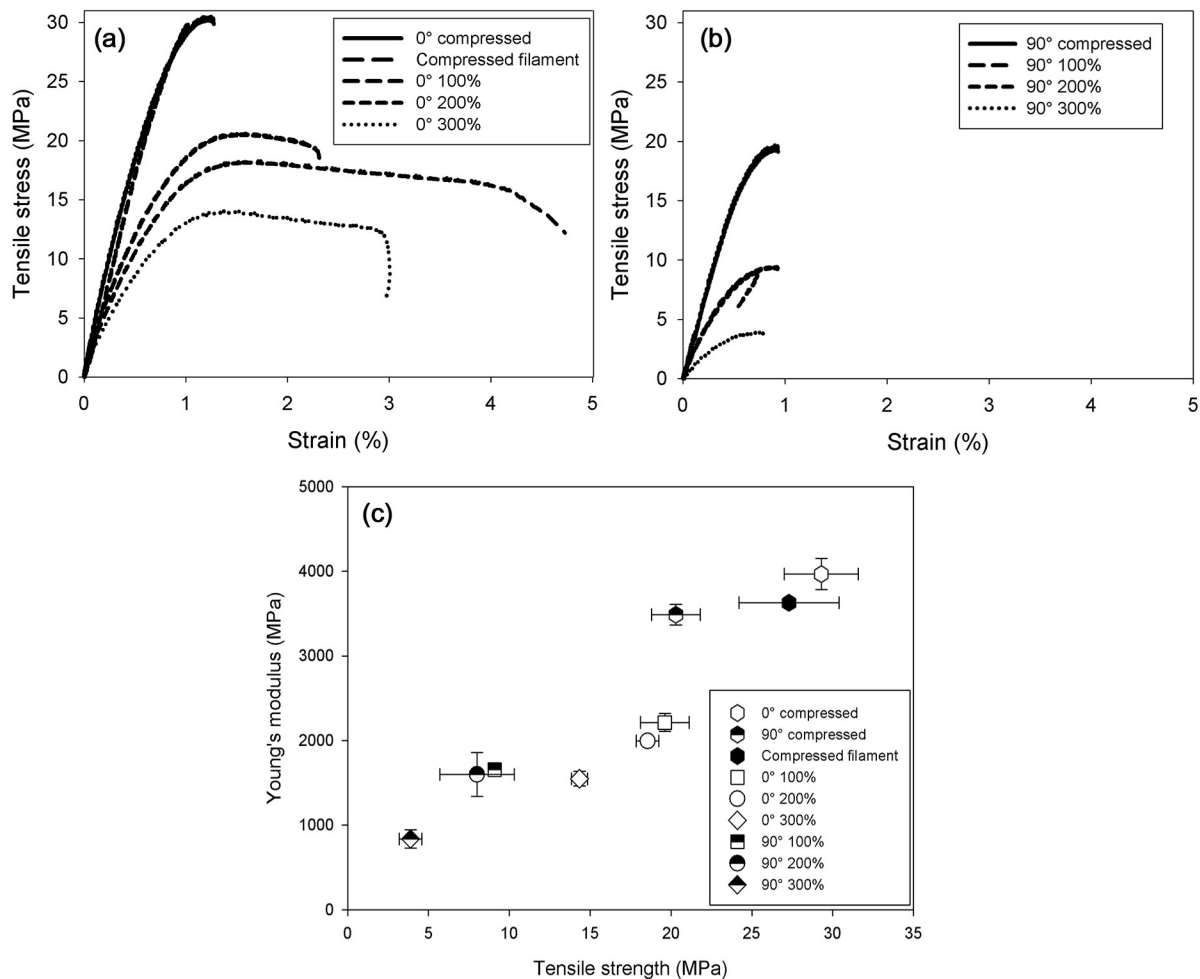 (a)
30
25
20
15
10
5
0
Tensile stress (MPa)
0° compressed
Compressed filament
0° 100%
0° 200%
0° 300%
0 1 2 3 4 5
Strain (%)
(b)
30
25
20
15
10
5
0
Tensile stress (MPa)
90° compressed
90° 100%
90° 200%
90° 300%
0 1 2 3 4 5
Strain (%)
(c)
5000
4000
3000
2000
1000
0
Young's modulus (MPa)
0° compressed
90° compressed
Compressed filament
0° 100%
0° 200%
0° 300%
90° 100%
90° 200%
90° 300%
0 5 10 15 20 25 30 35
Tensile strength (MPa)